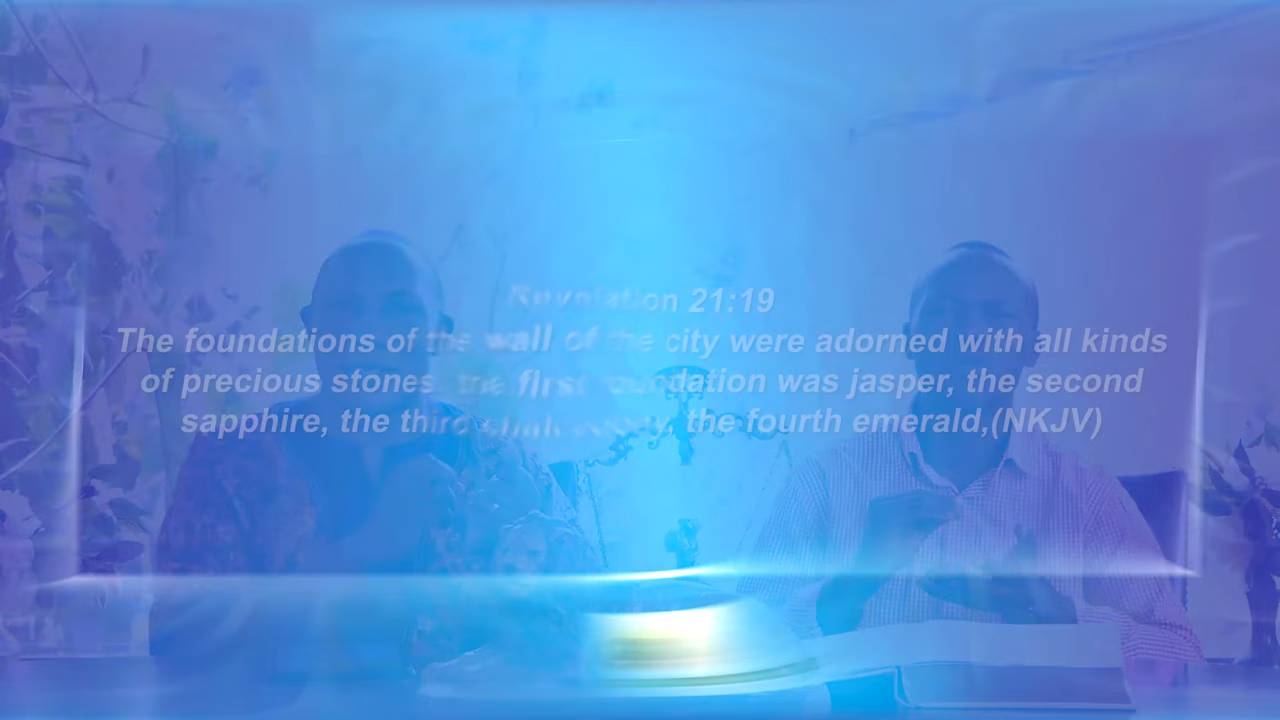 Revelation 21:19
The foundations of the wall of the city were adorned with all kinds
of precious stones the first foundation was jasper, the second
sapphire, the third the fourth emerald,(NKJV)